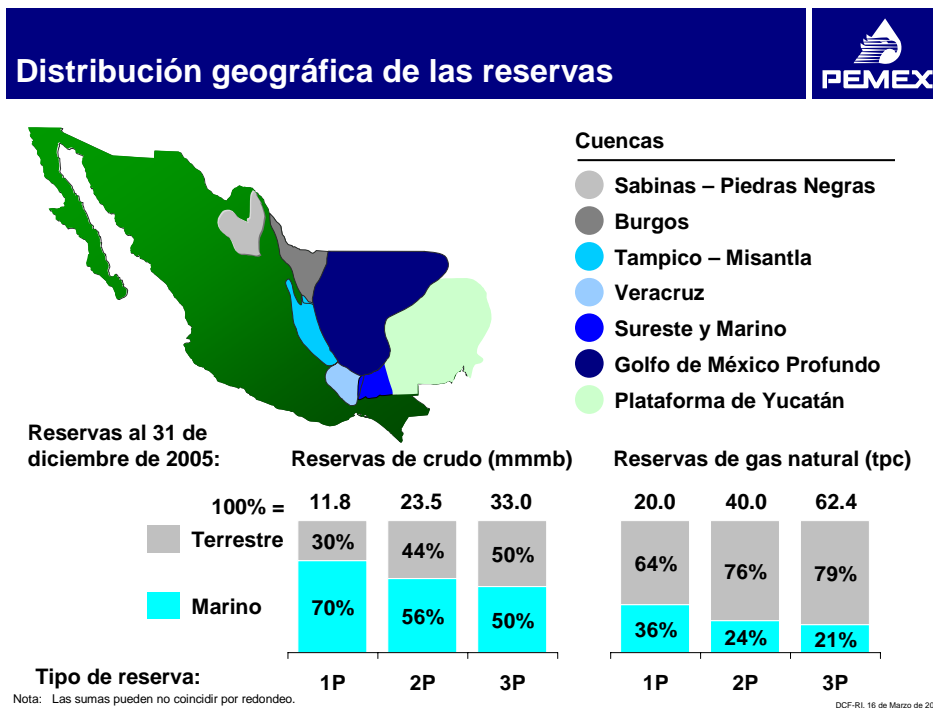 Distribución geográfica de las reservas
PEMEX
Cuencas
Sabinas – Piedras Negras
Burgos
Tampico – Misantla
Veracruz
Sureste y Marino
Golfo de México Profundo
Plataforma de Yucatán
Reservas al 31 de
diciembre de 2005:
Reservas de crudo (mmmb)
Reservas de gas natural (tpc)
100% = 11.8 23.5 33.0 20.0 40.0 62.4
Terrestre 30% 44% 50% 64% 76% 79%
Marino 70% 56% 50% 36% 24% 21%
Tipo de reserva: 1P 2P 3P 1P 2P 3P
Nota: Las sumas pueden no coincidir por redondeo.
DCF-RI, 16 de Marzo de